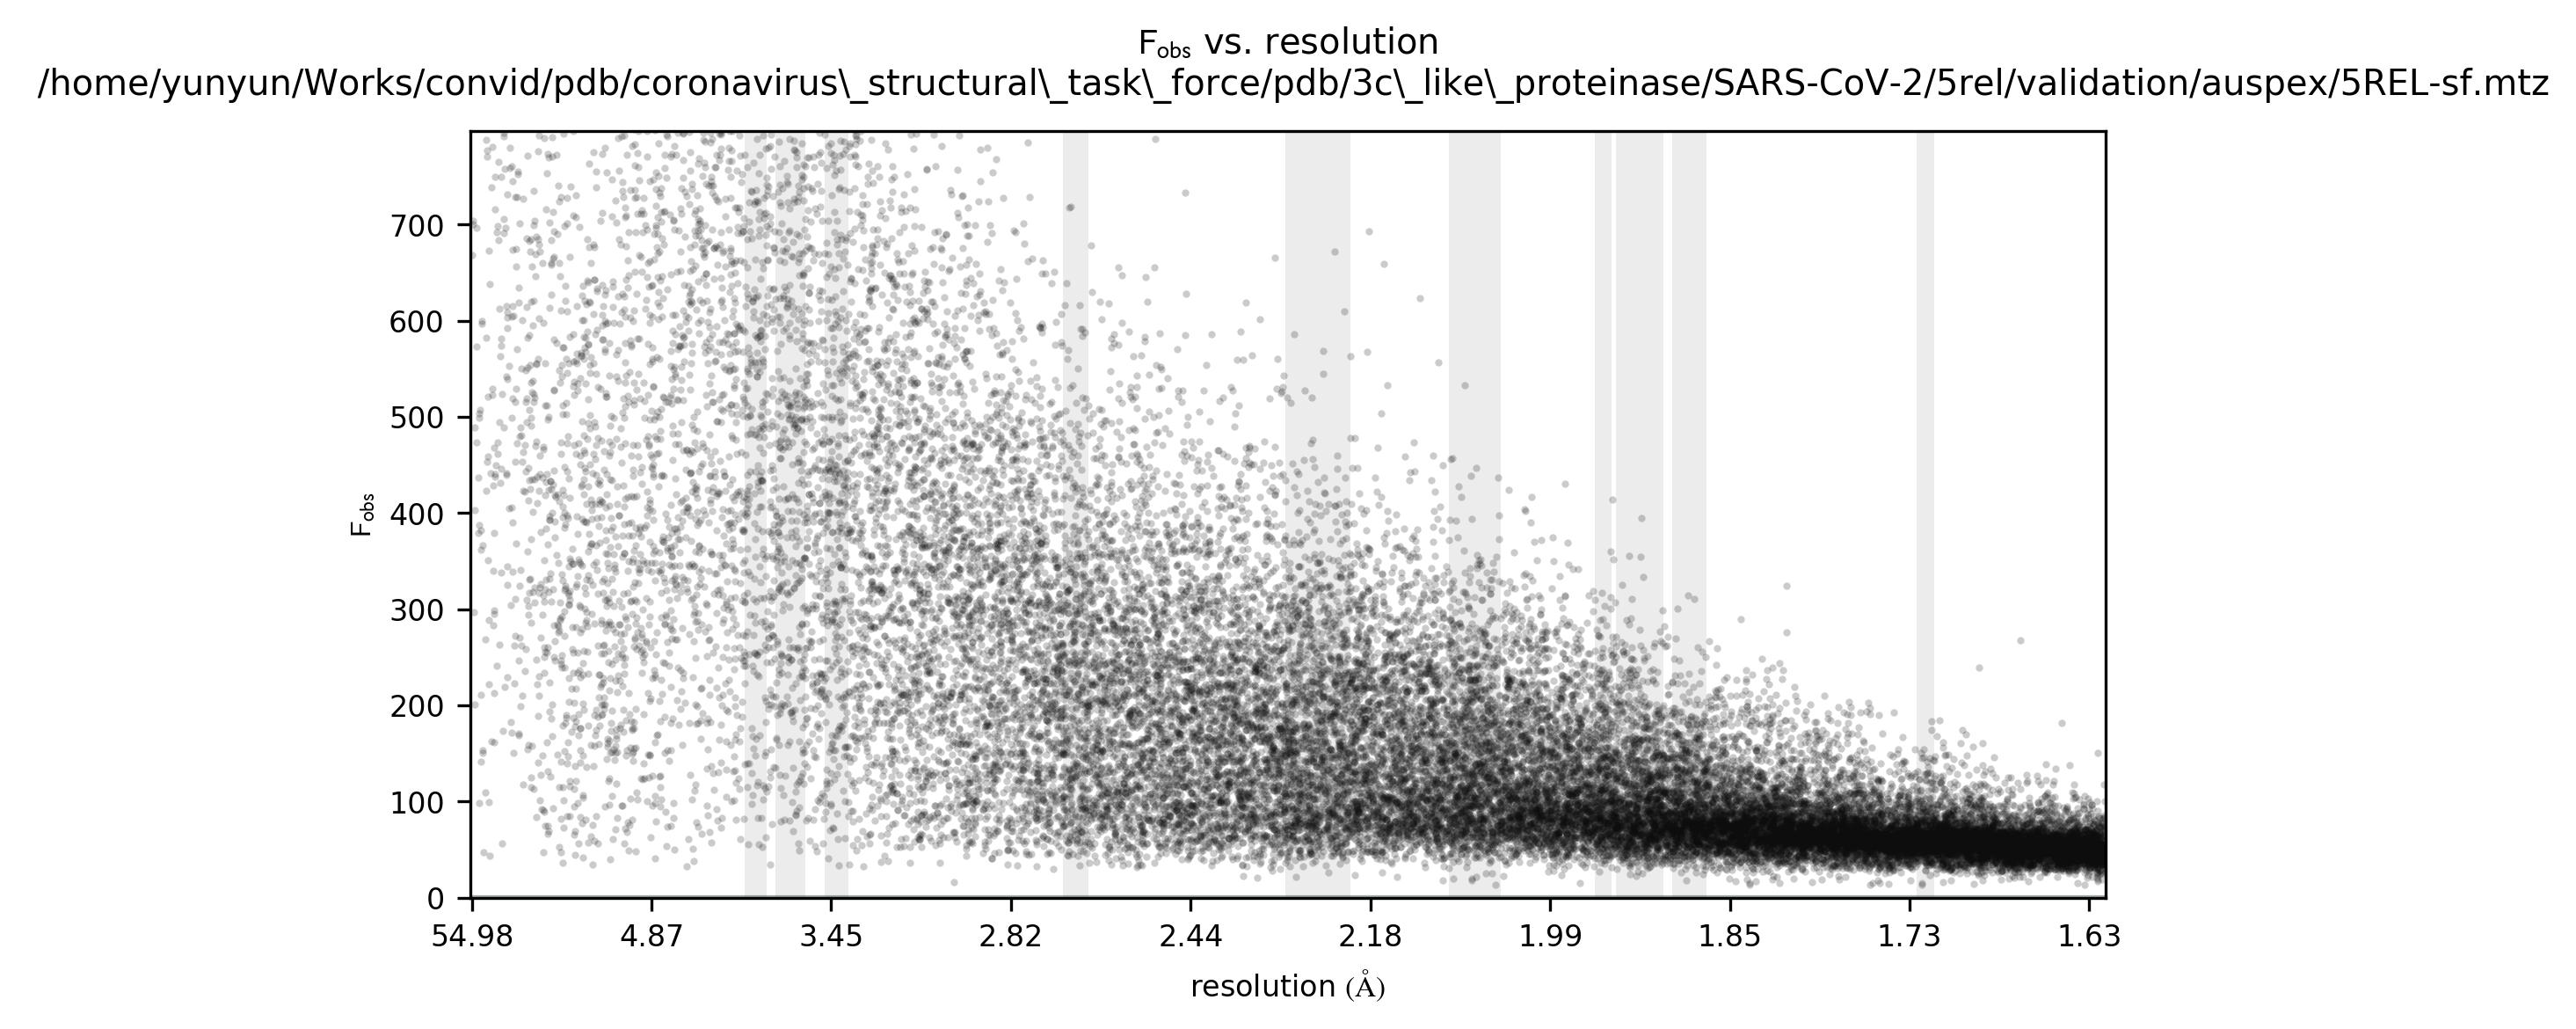 Fobs vs. resolution
/home/yunyun/Works/convid/pdb/coronavirus\_structural\_task\_force/pdb/3c\_like\_proteinase/SARS-CoV-2/5rel/validation/auspex/5REL-sf.mtz
Fobs
700
600
500
400
300
200
100
0
54.98 4.87 3.45 2.82 2.44 2.18 1.99 1.85 1.73 1.63
resolution (Å)